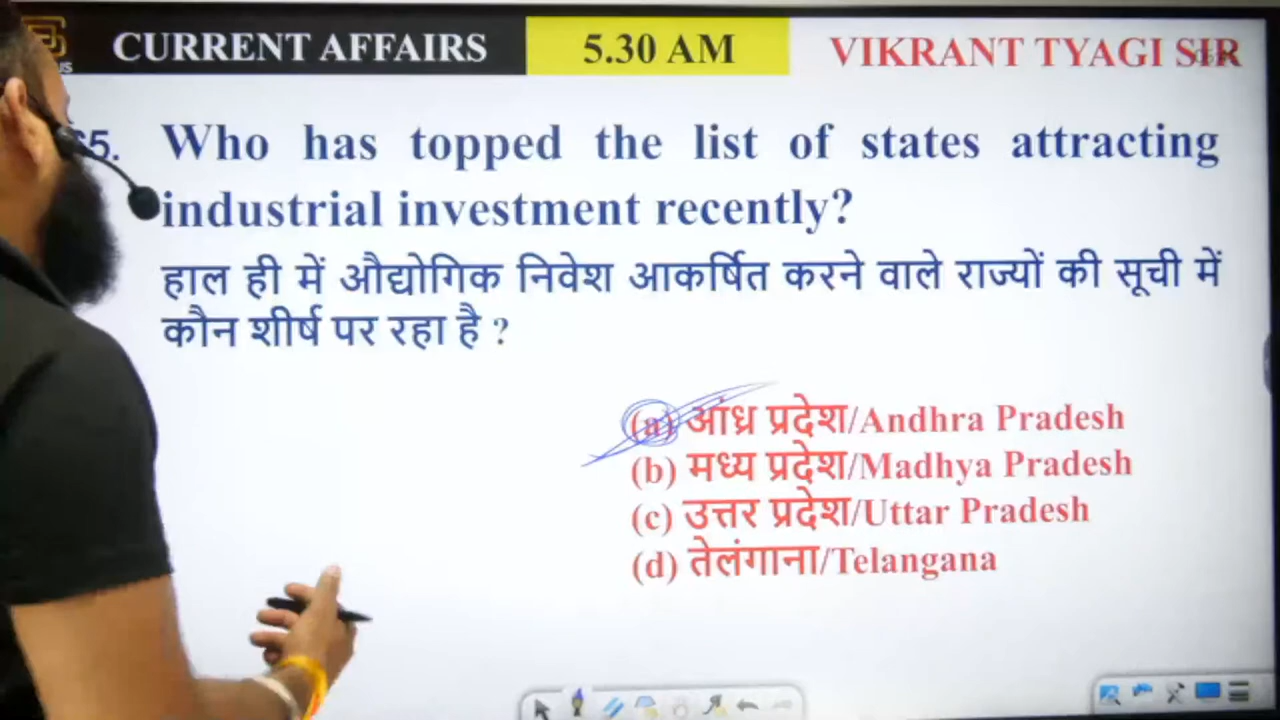 CURRENT AFFAIRS 5.30 AM VIKRANT TYAGI SIR
Who has topped the list of states attracting
industrial investment recently?
हाल ही में औद्योगिक निवेश आकर्षित करने वाले राज्यों की सूची में
कौन शीर्ष पर रहा है ?
(a) आंध्र प्रदेश/Andhra Pradesh
(b) मध्य प्रदेश/Madhya Pradesh
(c) उत्तर प्रदेश/Uttar Pradesh
(d) तेलंगाना/Telangana